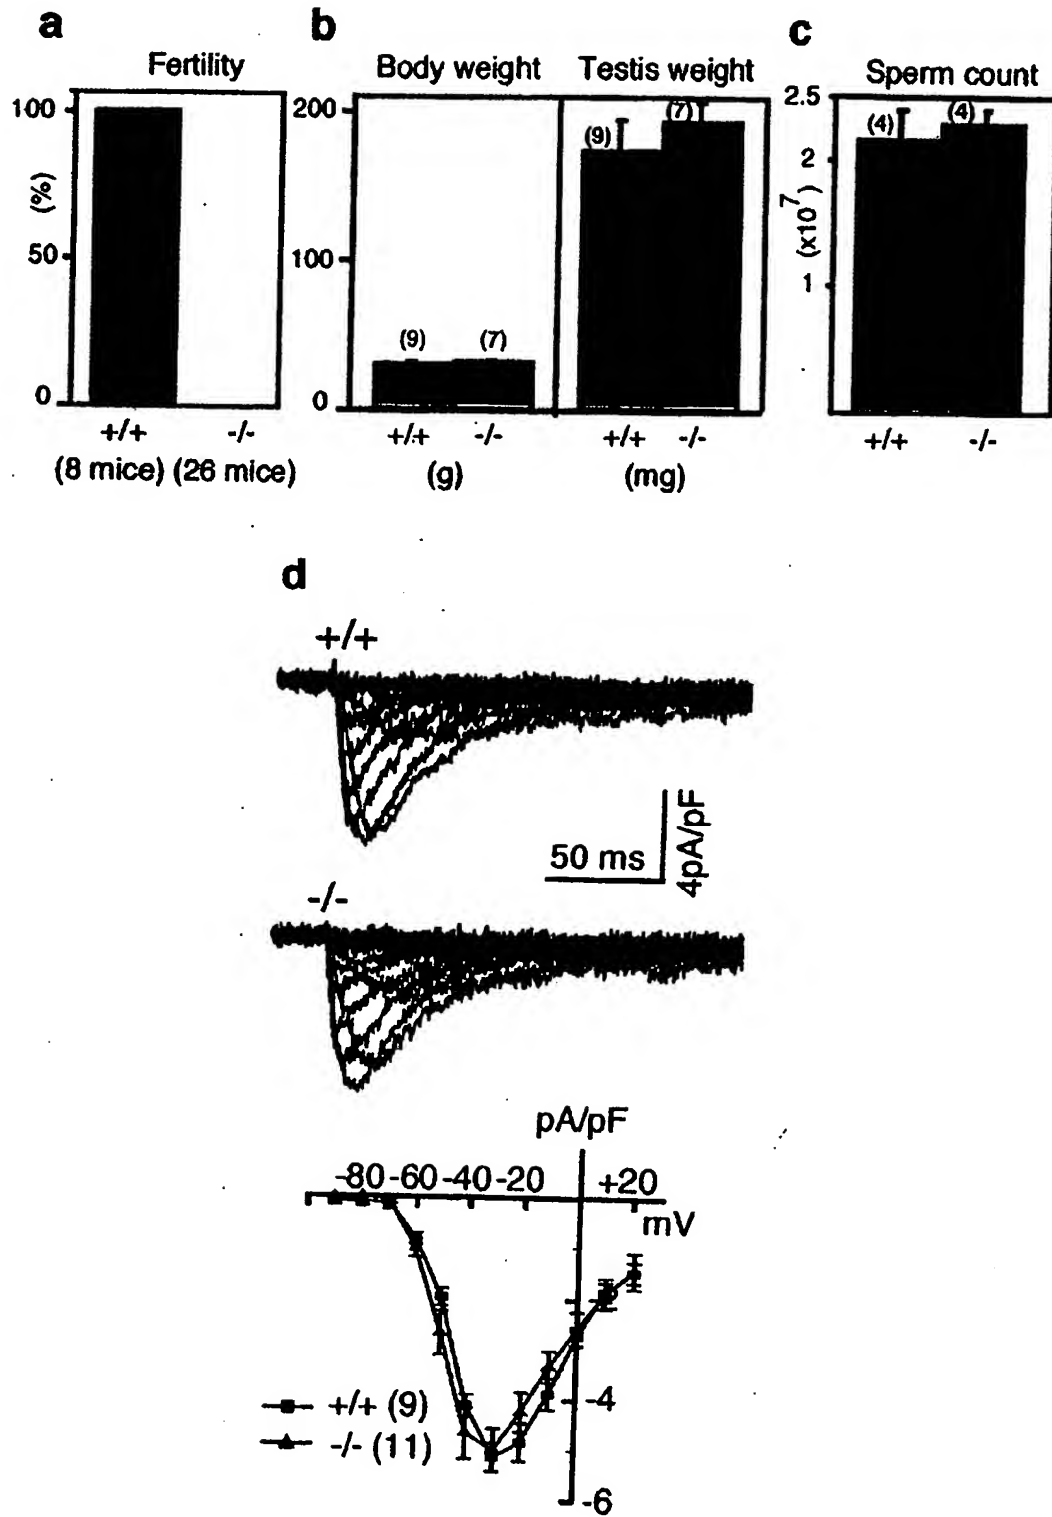 a
b
c
Fertility
Body weight
Testis weight
Sperm count
100
50
0
(%)
+/+
-/-
(8 mice) (26 mice)
200
100
0
(9)
(7)
+/+
-/-
(g)
(9)
(7)
+/+
-/-
(mg)
2.5
2
1
(x10⁷)
(4)
(4)
+/+
-/-
d
+/+
50 ms
4pA/pF
-/-
pA/pF
-80 -60 -40 -20 +20
mV
-4
-6
+/+ (9)
-/- (11)